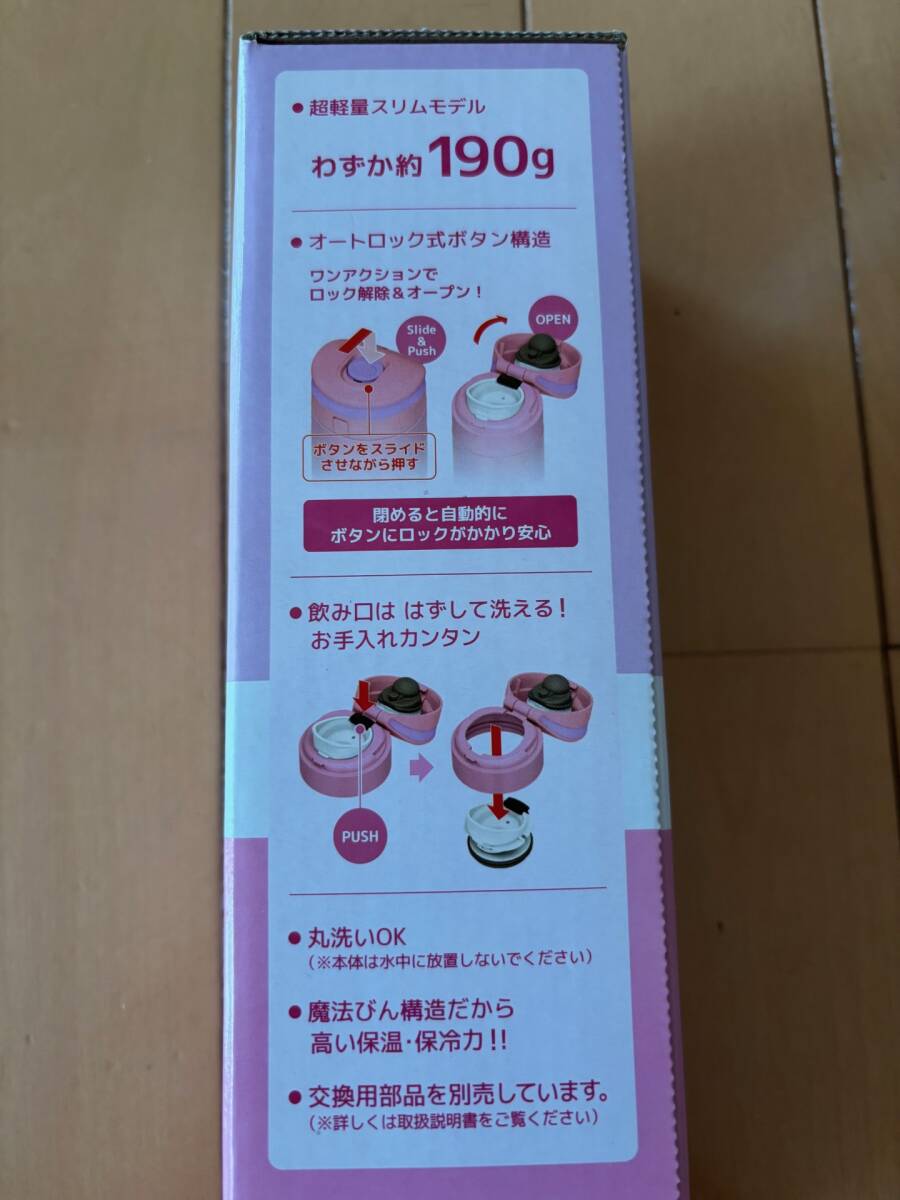 ● 超軽量スリムモデル
わずか約190g
● オートロック式ボタン構造
ワンアクションで
ロック解除&オープン!
Slide
&
Push
OPEN
ボタンをスライド
させながら押す
閉めると自動的に
ボタンにロックがかかり安心
● 飲み口は はずして洗える!
お手入れカンタン
PUSH
● 丸洗いOK
(※本体は水中に放置しないでください)
● 魔法びん構造だから
高い保温・保冷力!!
● 交換用部品を別売しています。
(※詳しくは取扱説明書をご覧ください)